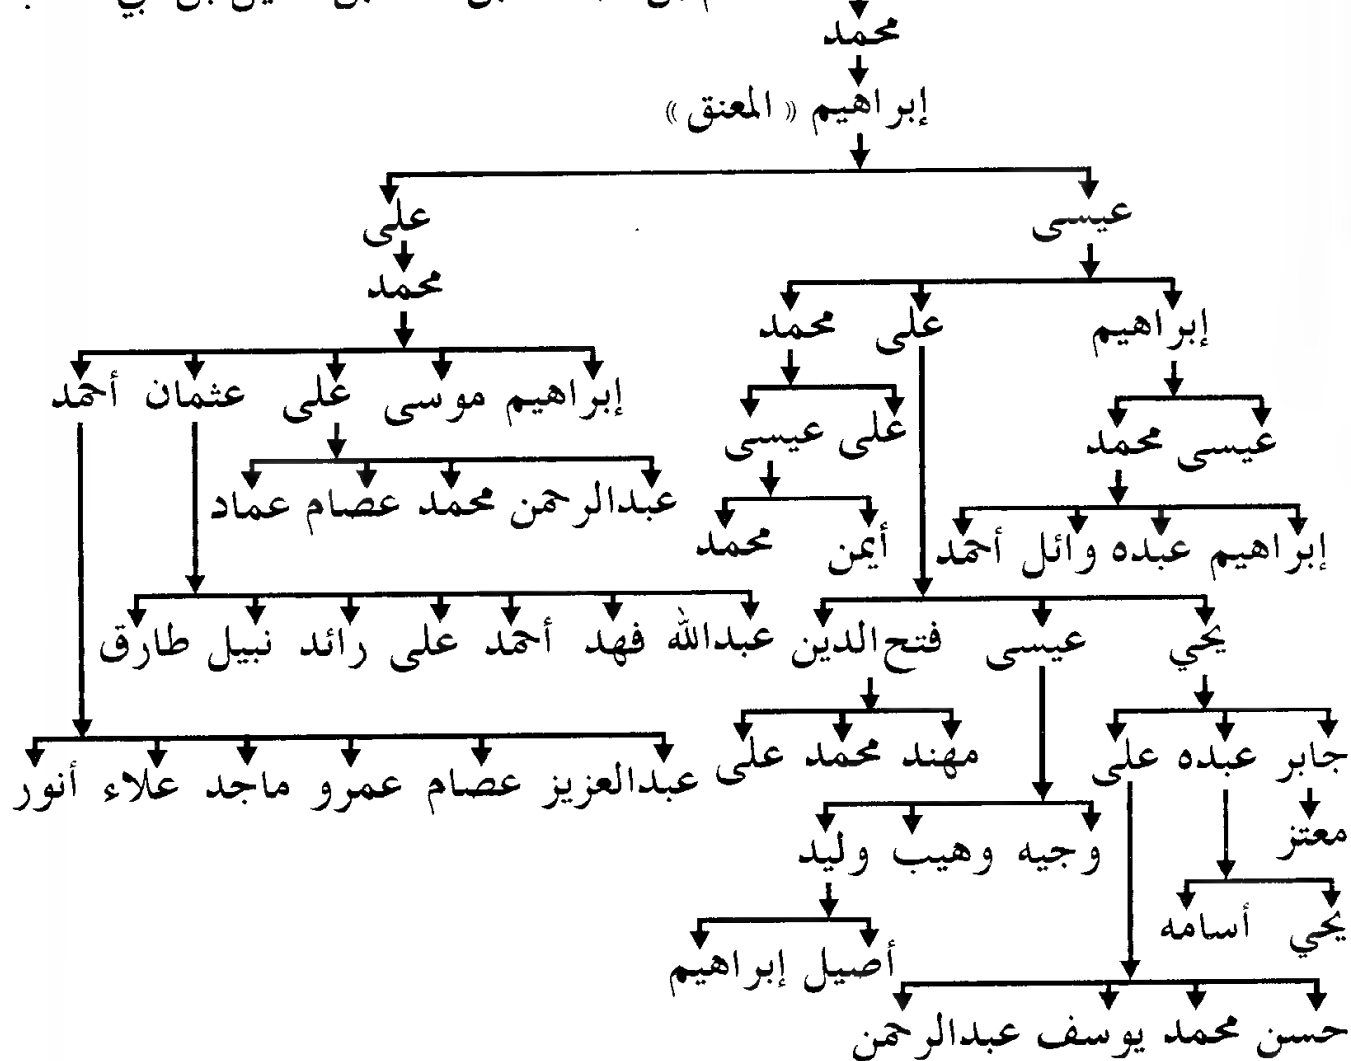 محمد
إبراهيم « المعنق »
عيسى على
محمد
إبراهيم على محمد
إبراهيم موسى على عثمان أحمد
على عيسى
عيسى محمد
عبدالرحمن محمد عصام عماد
أيمن محمد
إبراهيم عبده وائل أحمد
يحي عيسى فتح الدين
عبدالله فهد أحمد على رائد نبيل طارق
جابر عبده على
مهند محمد على
عبدالعزيز عصام عمرو ماجد علاء أنور
معتز
وجيه وهيب وليد
يحي أسامه
أصيل إبراهيم
حسن محمد يوسف عبدالرحمن